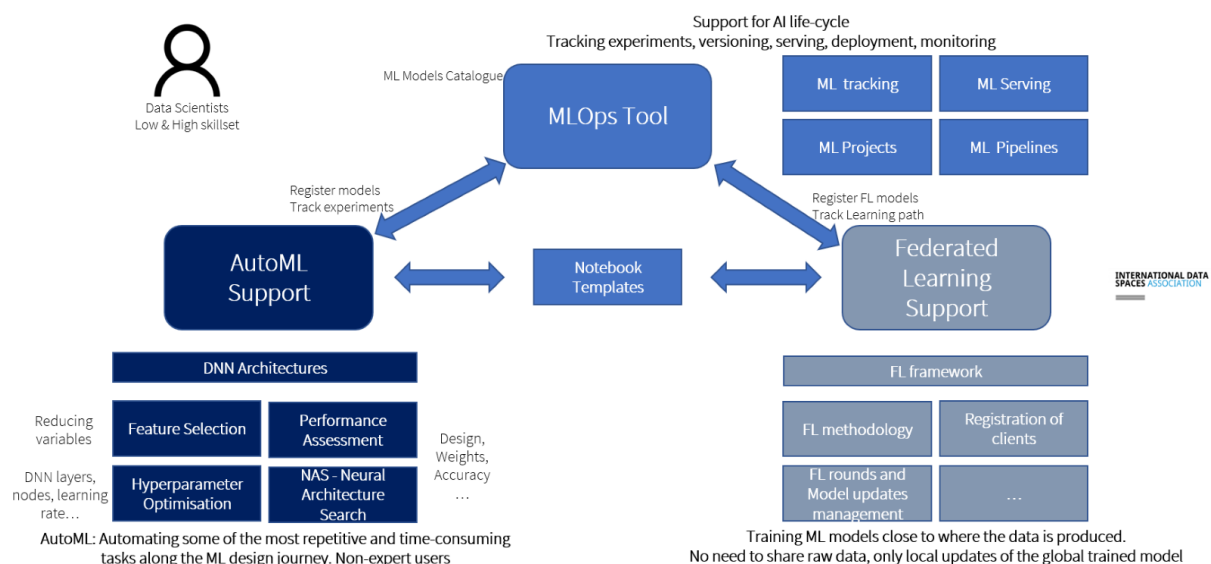 Support for AI life-cycle
Tracking experiments, versioning, serving, deployment, monitoring
Data Scientists
Low & High skillset
ML Models Catalogue
MLOps Tool
ML tracking
ML Serving
ML Projects
ML Pipelines
Register models
Track experiments
Register FL models
Track Learning path
AutoML
Support
Notebook
Templates
Federated
Learning
Support
INTERNATIONAL DATA
SPACES ASSOCIATION
DNN Architectures
Reducing
variables
Feature Selection
Performance
Assessment
DNN layers,
nodes, learning
rate...
Hyperparameter
Optimisation
NAS - Neural
Architecture
Search
Design,
Weights,
Accuracy
...
AutoML: Automating some of the most repetitive and time-consuming
tasks along the ML design journey. Non-expert users
FL framework
FL methodology
Registration of
clients
FL rounds and
Model updates
management
...
Training ML models close to where the data is produced.
No need to share raw data, only local updates of the global trained model